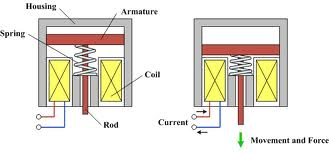 Housing
Armature
Spring
Coil
Rod
Current
Movement and Force